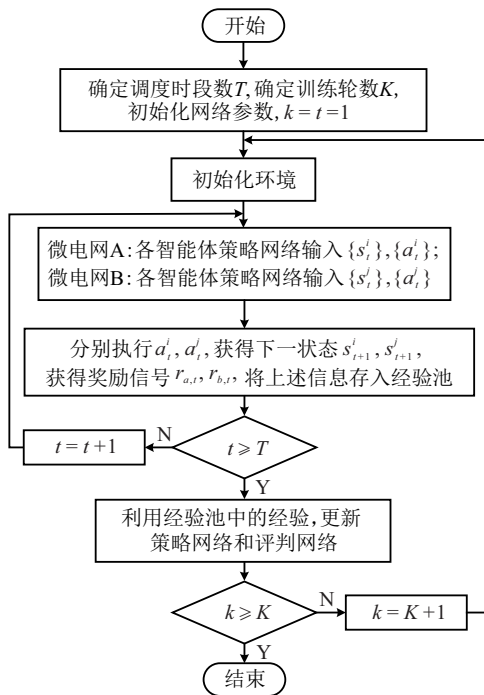 开始
确定调度时段数T,确定训练轮数K,
初始化网络参数, k = t = 1
初始化环境
微电网A:各智能体策略网络输入{s_t^i},{a_t^i};
微电网B:各智能体策略网络输入{s_t^j},{a_t^j}
分别执行a_t^i, a_t^j, 获得下一状态 s_{t+1}^i, s_{t+1}^j,
获得奖励信号 r_{a,t}, r_{b,t}, 将上述信息存入经验池
t = t+1
N
t ⩾ T
Y
利用经验池中的经验,更新
策略网络和评判网络
k ⩾ K
N
k = K+1
Y
结束